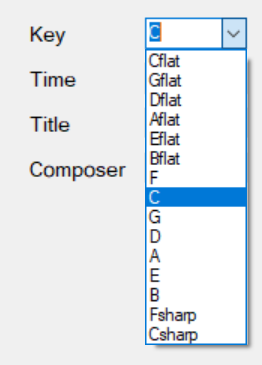 Key C
Time
Title
Composer
Cflat
Gflat
Dflat
Aflat
Eflat
Bflat
F
C
G
D
A
E
B
Fsharp
Csharp